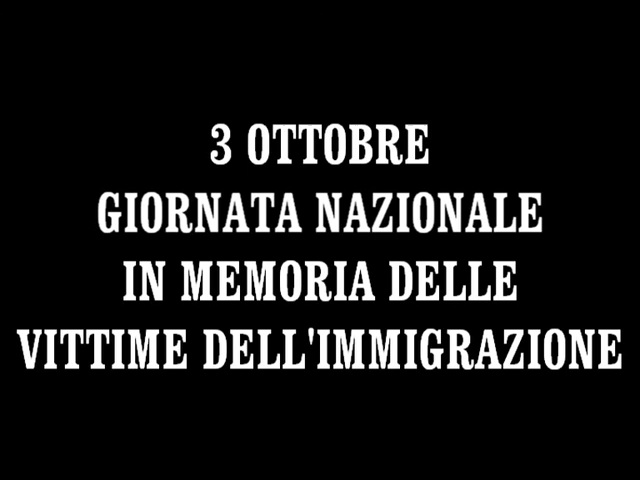 3 OTTOBRE
GIORNATA NAZIONALE
IN MEMORIA DELLE
VITTIME DELL'IMMIGRAZIONE